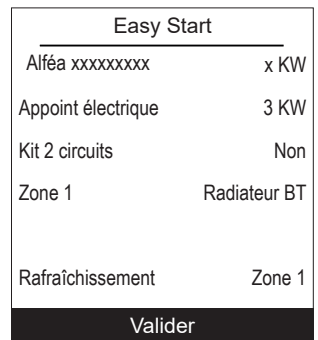 Easy Start
Alféa xxxxxxxxx x KW
Appoint électrique 3 KW
Kit 2 circuits Non
Zone 1 Radiateur BT
Rafraîchissement Zone 1
Valider